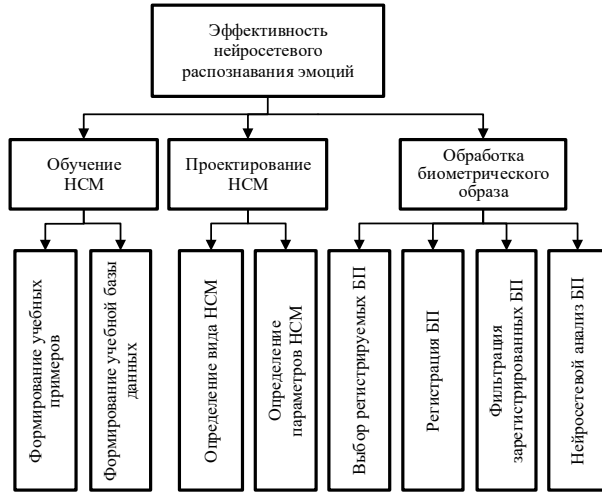 Эффективность
нейросетевого
распознавания эмоций
Обучение
НСМ
Проектирование
НСМ
Обработка
биометрического
образа
Формирование учебных
примеров
Формирование учебной базы
данных
Определение вида НСМ
Определение
параметров НСМ
Выбор регистрируемых БП
Регистрация БП
Фильтрация
зарегистрированных БП
Нейросетевой анализ БП